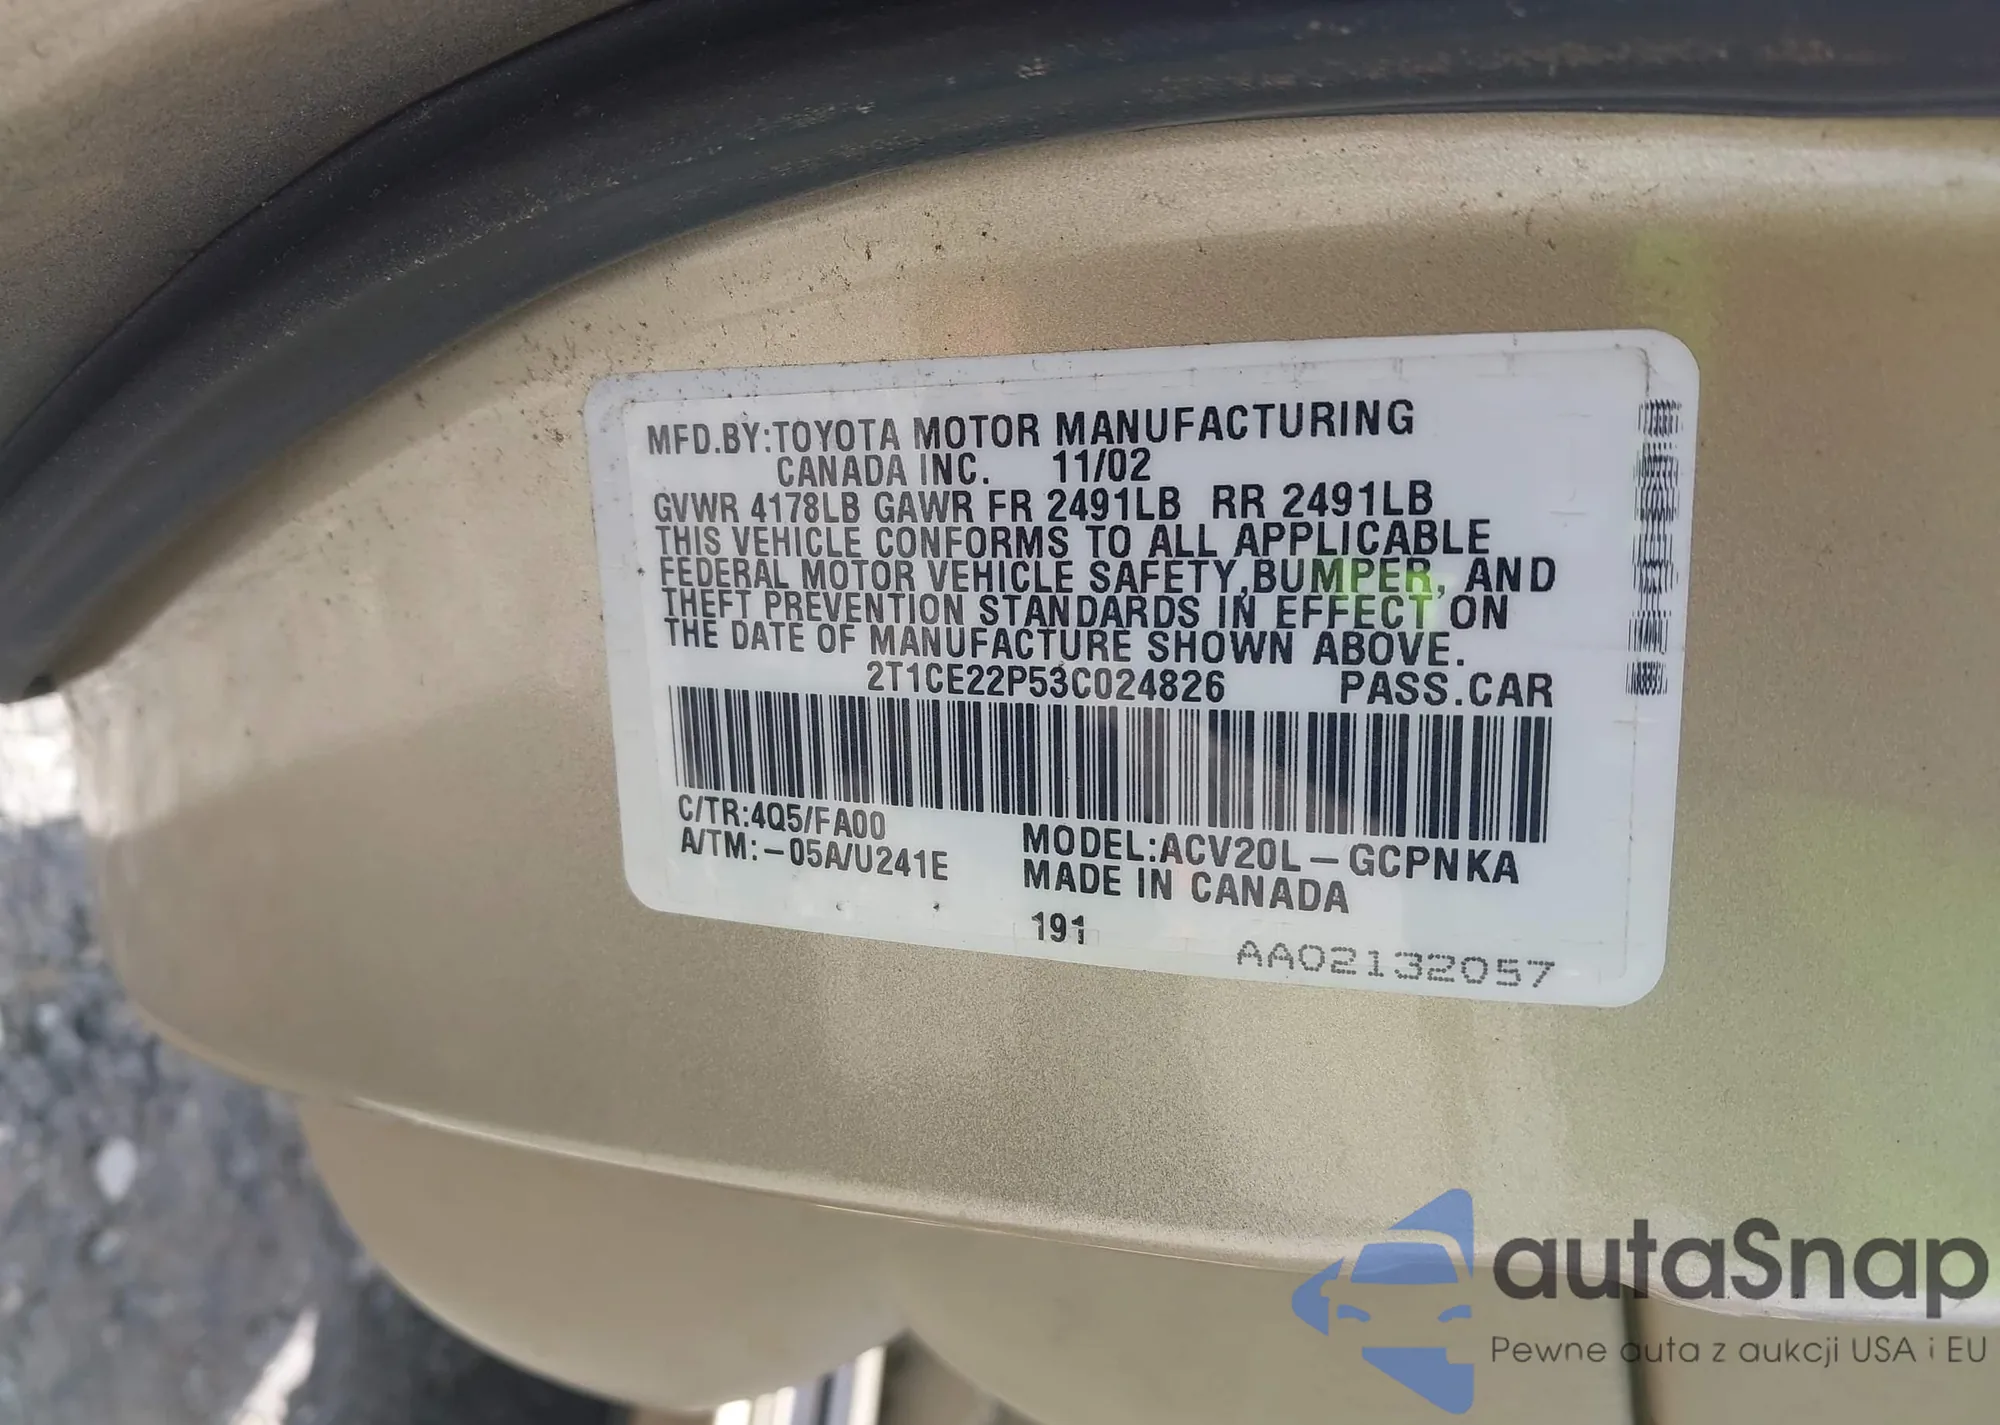 MFD.BY:TOYOTA MOTOR MANUFACTURING
CANADA INC. 11/02
GVWR 4178LB GAWR FR 2491LB RR 2491LB
THIS VEHICLE CONFORMS TO ALL APPLICABLE
FEDERAL MOTOR VEHICLE SAFETY,BUMPER, AND
THEFT PREVENTION STANDARDS IN EFFECT ON
THE DATE OF MANUFACTURE SHOWN ABOVE.
2T1CE22P53C024826 PASS.CAR
C/TR:4Q5/FA00
A/TM:-05A/U241E
MODEL:ACV20L-GCPNKA
MADE IN CANADA
191
AA02132057
autaSnap
Pewne auta z aukcji USA i EU